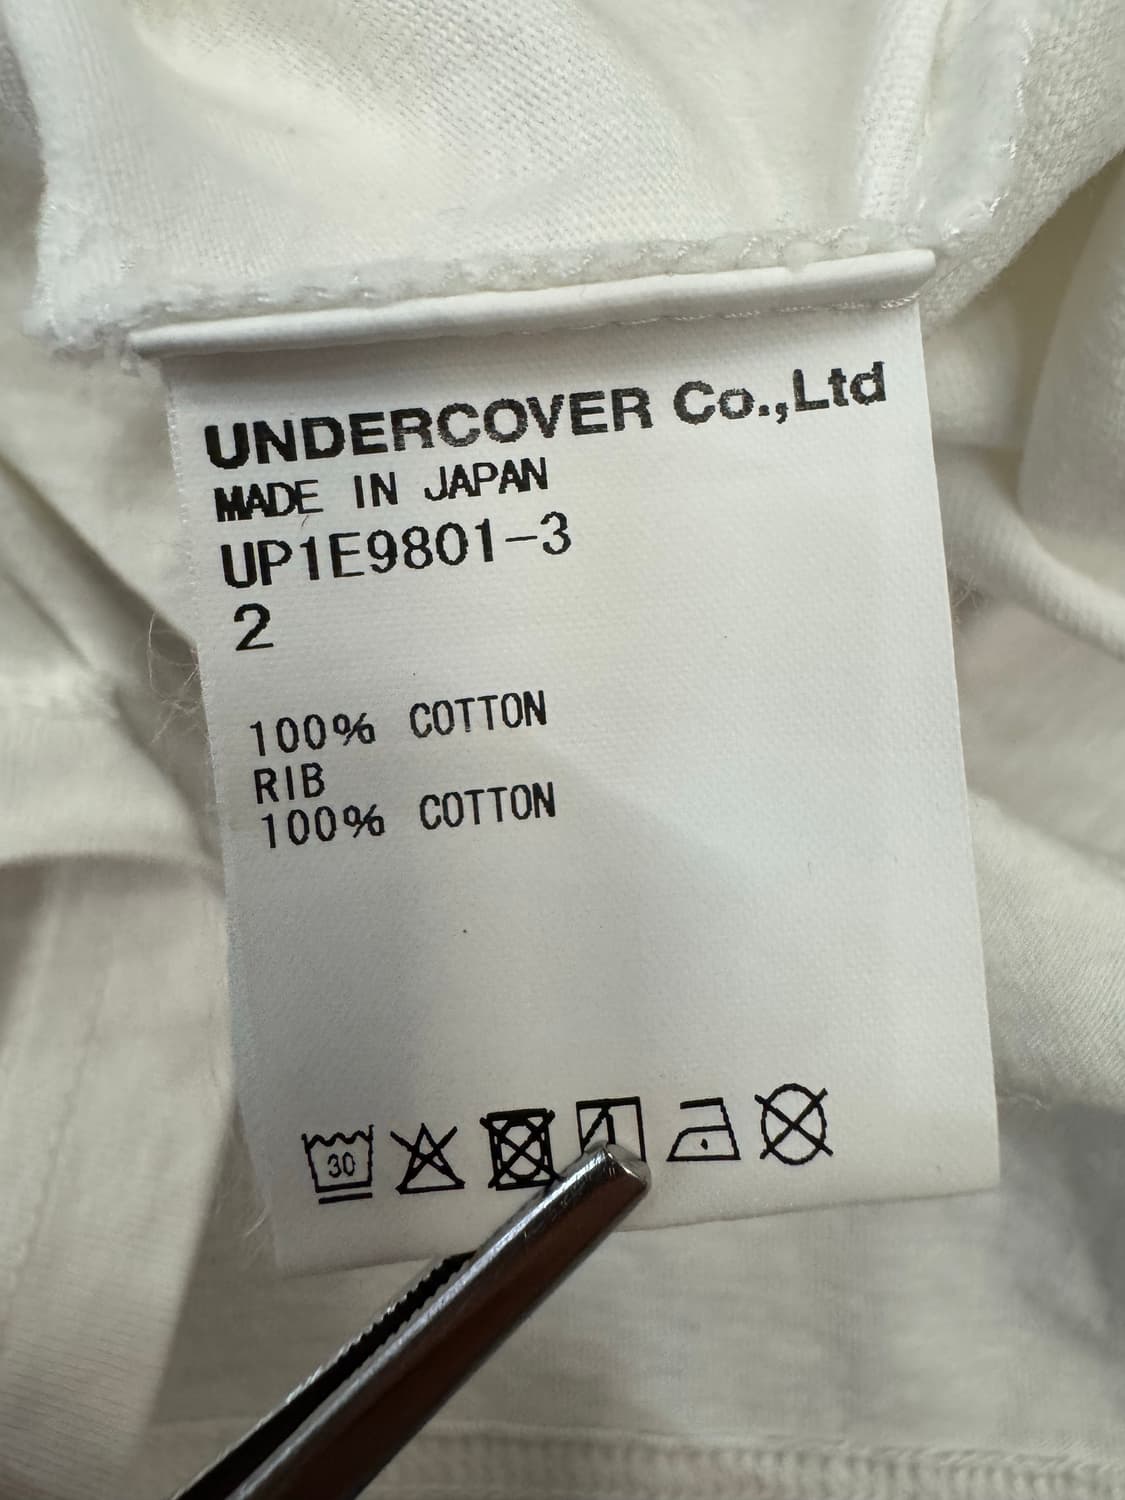 UNDERCOVER Co.,Ltd
MADE IN JAPAN
UP1E9801-3
2
100% COTTON
RIB
100% COTTON
30